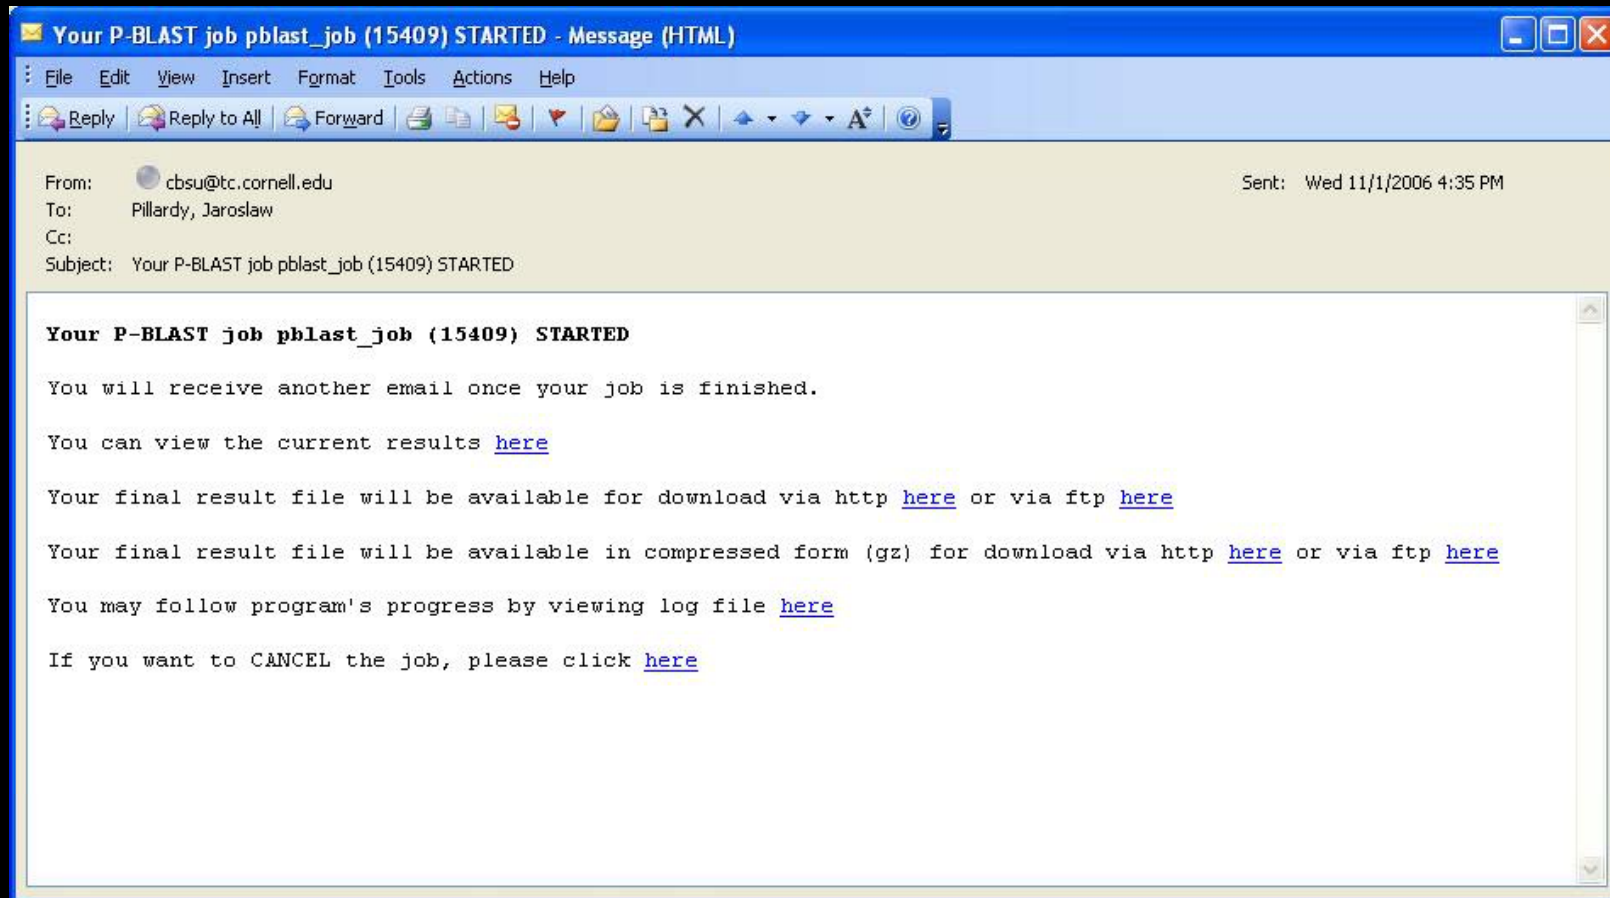 Your P-BLAST job pblast_job (15409) STARTED - Message (HTML)
File Edit View Insert Format Tools Actions Help
Reply Reply to All Forward
From: cbsu@tc.cornell.edu Sent: Wed 11/1/2006 4:35 PM
To: Pillardy, Jaroslaw
Cc:
Subject: Your P-BLAST job pblast_job (15409) STARTED
Your P-BLAST job pblast_job (15409) STARTED
You will receive another email once your job is finished.
You can view the current results here
Your final result file will be available for download via http here or via ftp here
Your final result file will be available in compressed form (gz) for download via http here or via ftp here
You may follow program's progress by viewing log file here
If you want to CANCEL the job, please click here